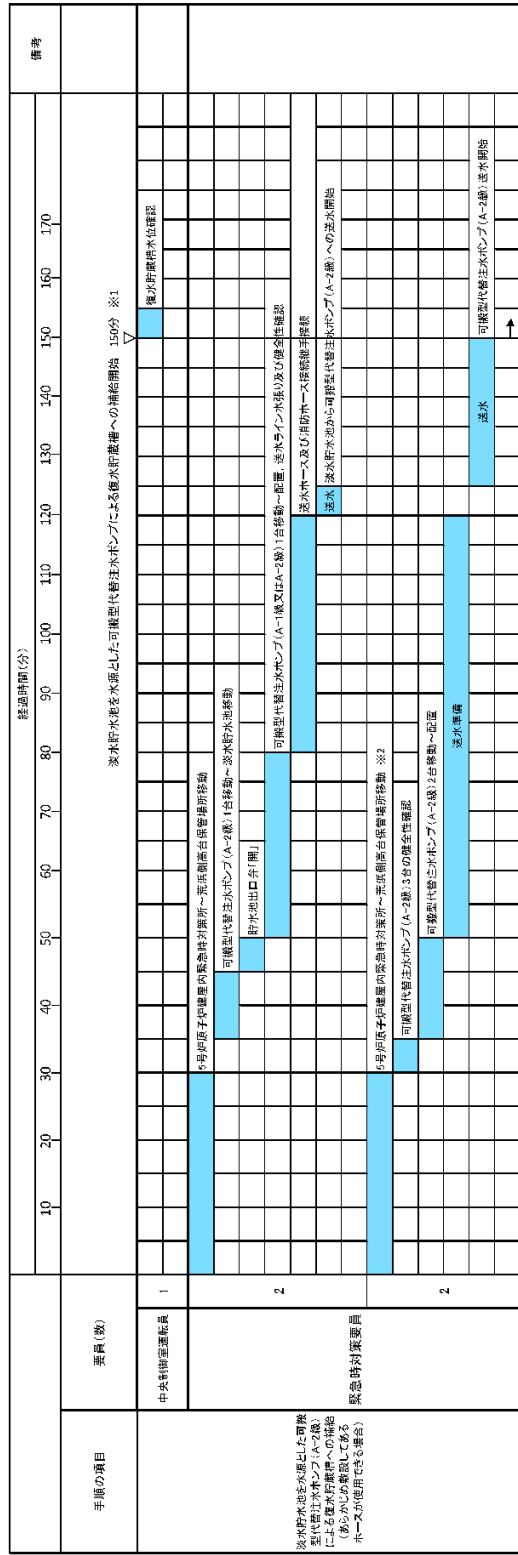 手順の項目
要員(数)
経過時間(分)
備考
10
20
30
40
50
60
70
80
90
100
110
120
130
140
150
160
170
淡水貯水池を水源とした可搬型代替注水ポンプによる復水貯蔵槽への補給開始 150分 ※1
淡水貯水池を水源とした可搬
型代替注水ポンプ(A-2級)
による復水貯蔵槽への補給
(あらかじめ敷設してある
ホースが使用できる場合)
中央制御室運転員
1
復水貯蔵槽水位確認
緊急時対策要員
2
5号炉原子炉建屋内緊急時対策所~荒浜側高台保管場所移動
可搬型代替注水ポンプ(A-2級)1台移動~淡水貯水池移動
貯水池出口弁「開」
可搬型代替注水ポンプ(A-1級又はA-2級)1台移動~配置、送水ライン水張り及び健全性確認
送水ホース及び消防ホース接続継手接続
送水
淡水貯水池から可搬型代替注水ポンプ(A-2級)への送水開始
2
5号炉原子炉建屋内緊急時対策所~荒浜側高台保管場所移動 ※2
可搬型代替注水ポンプ(A-2級)3台の健全性確認
可搬型代替注水ポンプ(A-2級)2台移動~配置
送水準備
送水
可搬型代替注水ポンプ(A-2級)送水開始